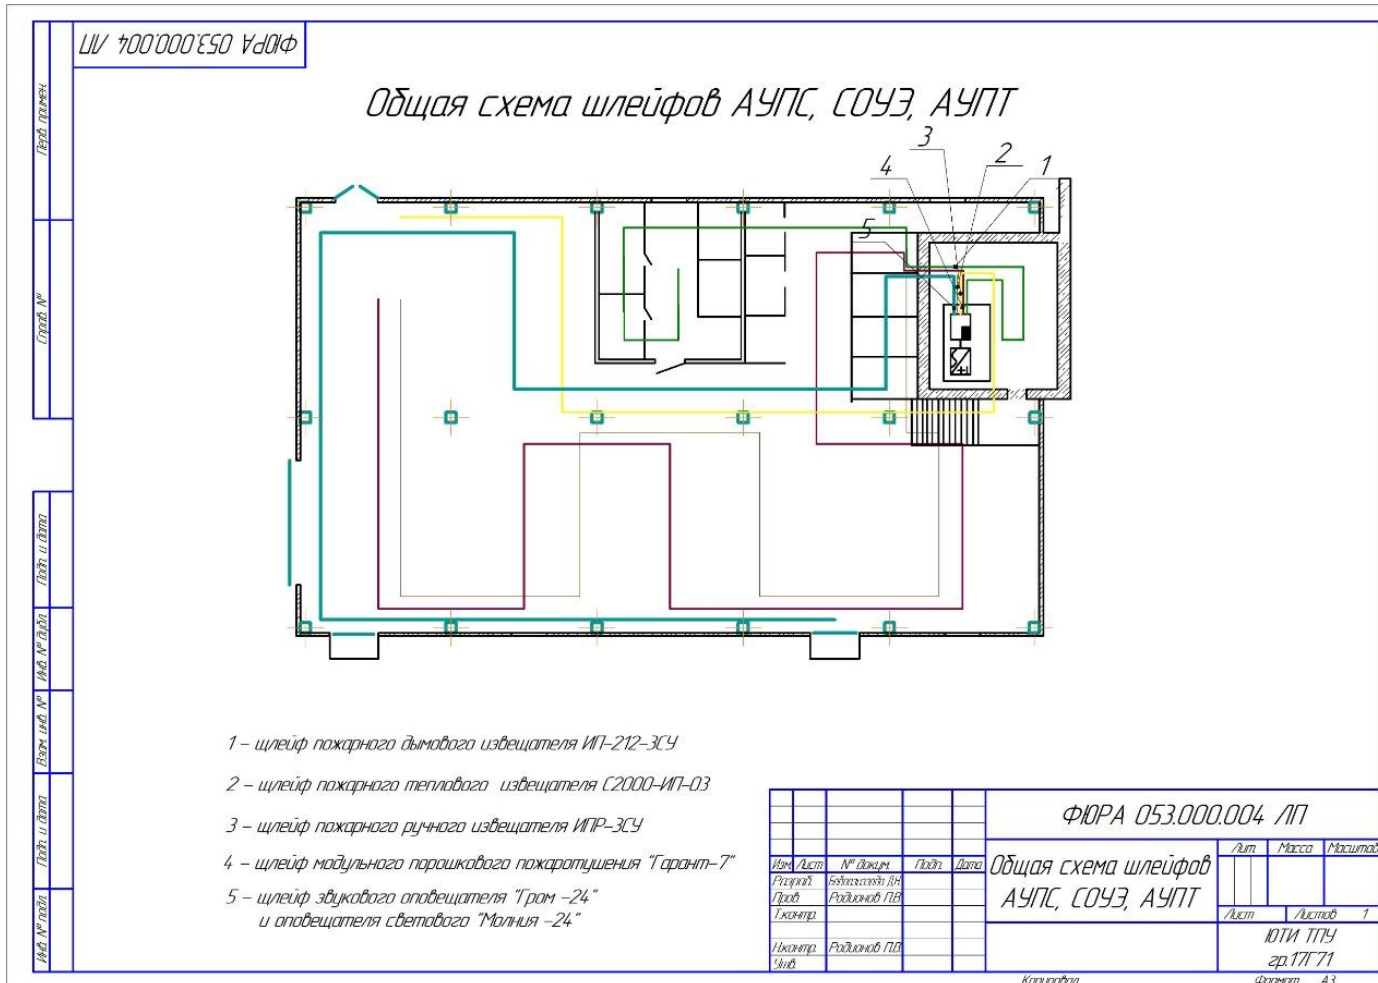 ФЮРА 053.000.004 ЛП
Общая схема шлейфов АУПС, СОУЭ, АУПТ
3
2
4
1
5
Перв. примен.
Справ. №
Подп. и дата
Инв. № дубл.
Взам. инв. №
Подп. и дата
Инв. № подл.
1 – щлейф пожарного дымового извещателя ИП-212-3СУ
2 – щлейф пожарного теплового извещателя С2000-ИП-03
3 – щлейф пожарного ручного извещателя ИПР-3СУ
4 – щлейф модульного порошкового пожаротушения "Гарант-7"
5 – щлейф звукового оповещателя "Гром -24"
и оповещателя светового "Молния -24"
ФЮРА 053.000.004 ЛП
Изм. Лист № докум. Подп. Дата
Разраб.
Пров. Родионов П.В.
Т.контр.
Н.контр. Родионов П.В.
Утв.
Общая схема шлейфов
АУПС, СОУЭ, АУПТ
Лит. Масса Масштаб
Лист Листов 1
ЮТИ ТПУ
гр.17Г71
Копировал Формат А3